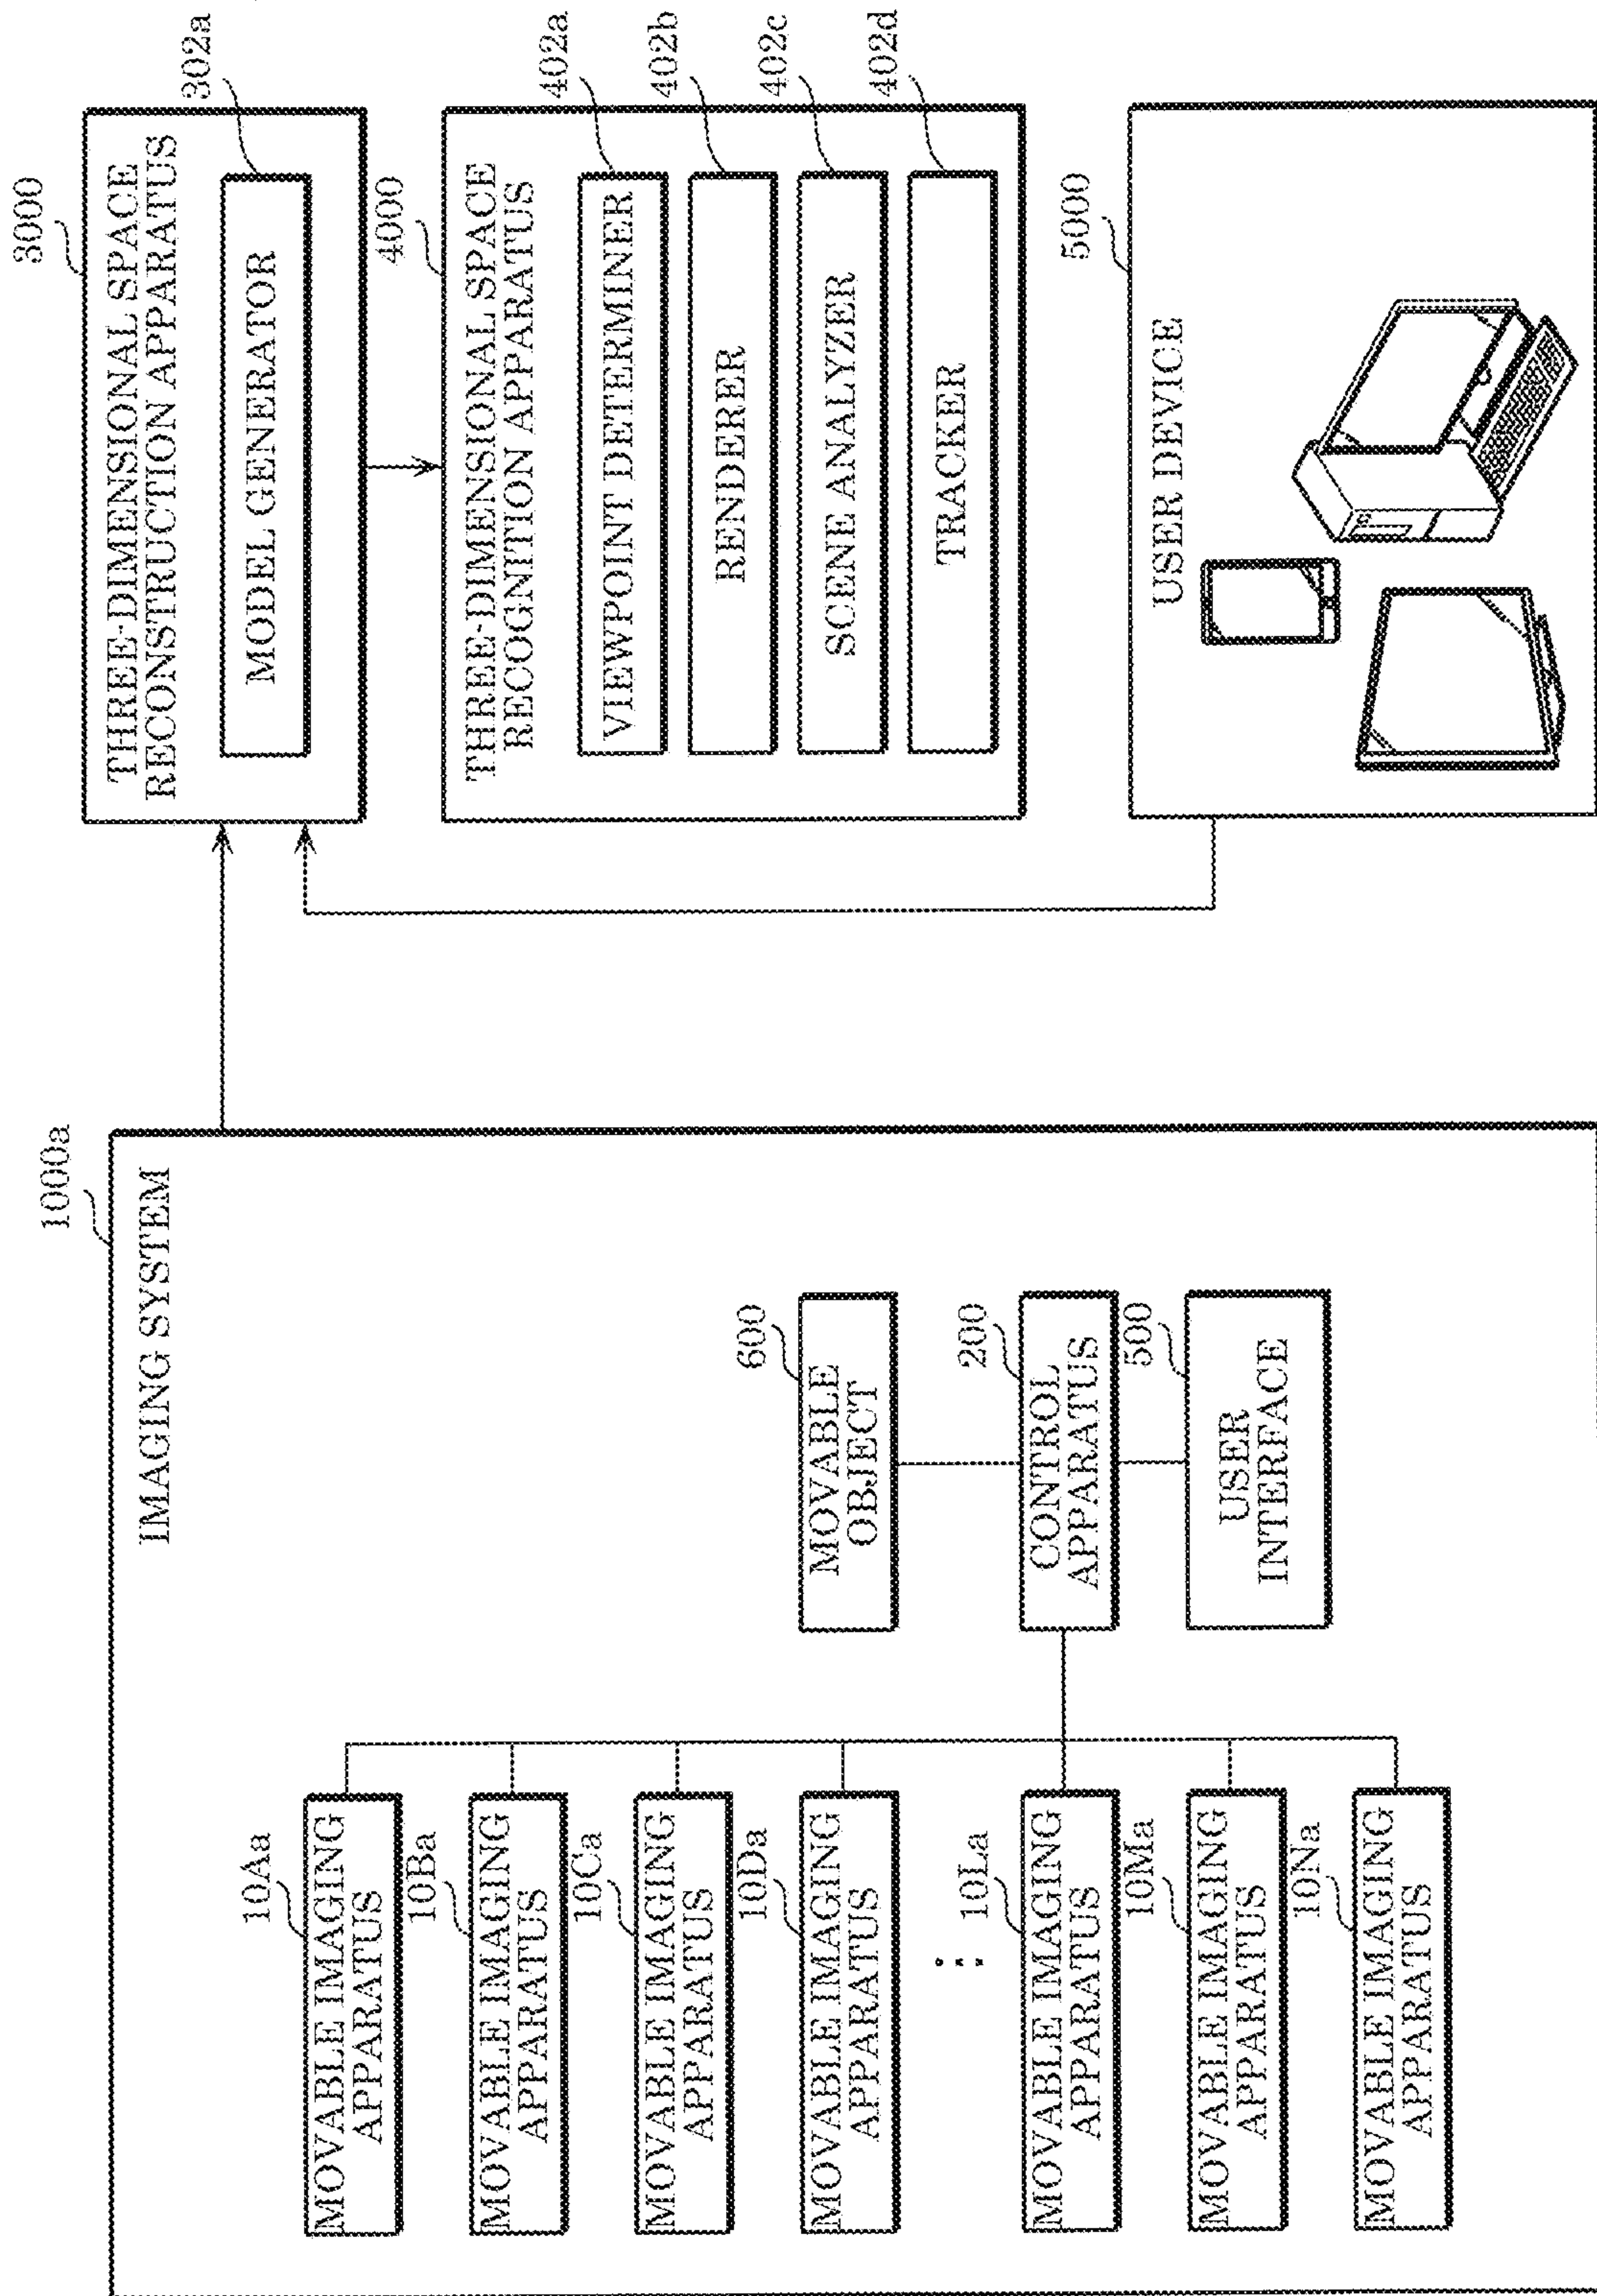 1000a
IMAGING SYSTEM
10Aa
MOVABLE IMAGING
APPARATUS
10Ba
MOVABLE IMAGING
APPARATUS
10Ca
MOVABLE IMAGING
APPARATUS
10Da
MOVABLE IMAGING
APPARATUS
10La
MOVABLE IMAGING
APPARATUS
10Ma
MOVABLE IMAGING
APPARATUS
10Na
MOVABLE IMAGING
APPARATUS
600
MOVABLE
OBJECT
200
CONTROL
APPARATUS
500
USER
INTERFACE
3000
THREE-DIMENSIONAL SPACE
RECONSTRUCTION APPARATUS
302a
MODEL GENERATOR
4000
THREE-DIMENSIONAL SPACE
RECOGNITION APPARATUS
402a
VIEWPOINT DETERMINER
402b
RENDERER
402c
SCENE ANALYZER
402d
TRACKER
5000
USER DEVICE